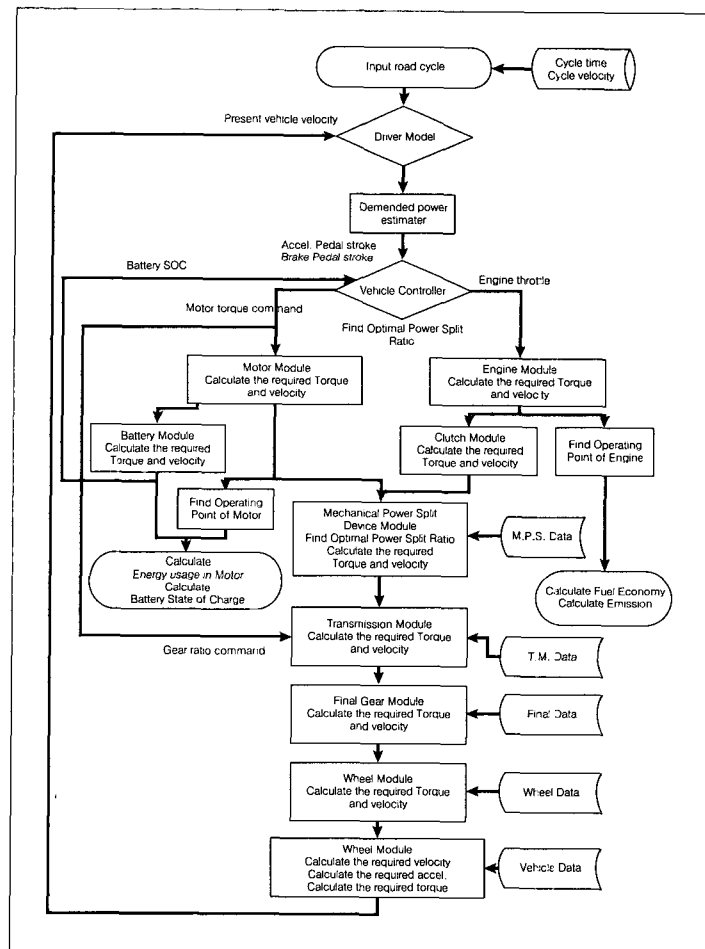 Input road cycle
Cycle time
Cycle velocity
Present vehicle velocity
Driver Model
Demended power
estimater
Accel. Pedal stroke
Brake Pedal stroke
Battery SOC
Engine throttle
Vehicle Controller
Motor torque command
Find Optimal Power Split
Ratio
Motor Module
Calculate the required Torque
and velocity
Engine Module
Calculate the required Torque
and velocity
Battery Module
Calculate the required
Torque and velocity
Clutch Module
Calculate the required
Torque and velocity
Find Operating
Point of Engine
Find Operating
Point of Motor
Mechanical Power Split
Device Module
Find Optimal Power Split Ratio
Calculate the required
Torque and velocity
M.P.S. Data
Calculate
Energy usage in Motor
Calculate
Battery State of Charge
Calculate Fuel Economy
Calculate Emission
Transmission Module
Calculate the required Torque
and velocity
Gear ratio command
T.M. Data
Final Gear Module
Calculate the required Torque
and velocity
Final Data
Wheel Module
Calculate the required Torque
and velocity
Wheel Data
Wheel Module
Calculate the required velocity
Calculate the required accel.
Calculate the required torque
Vehicle Data